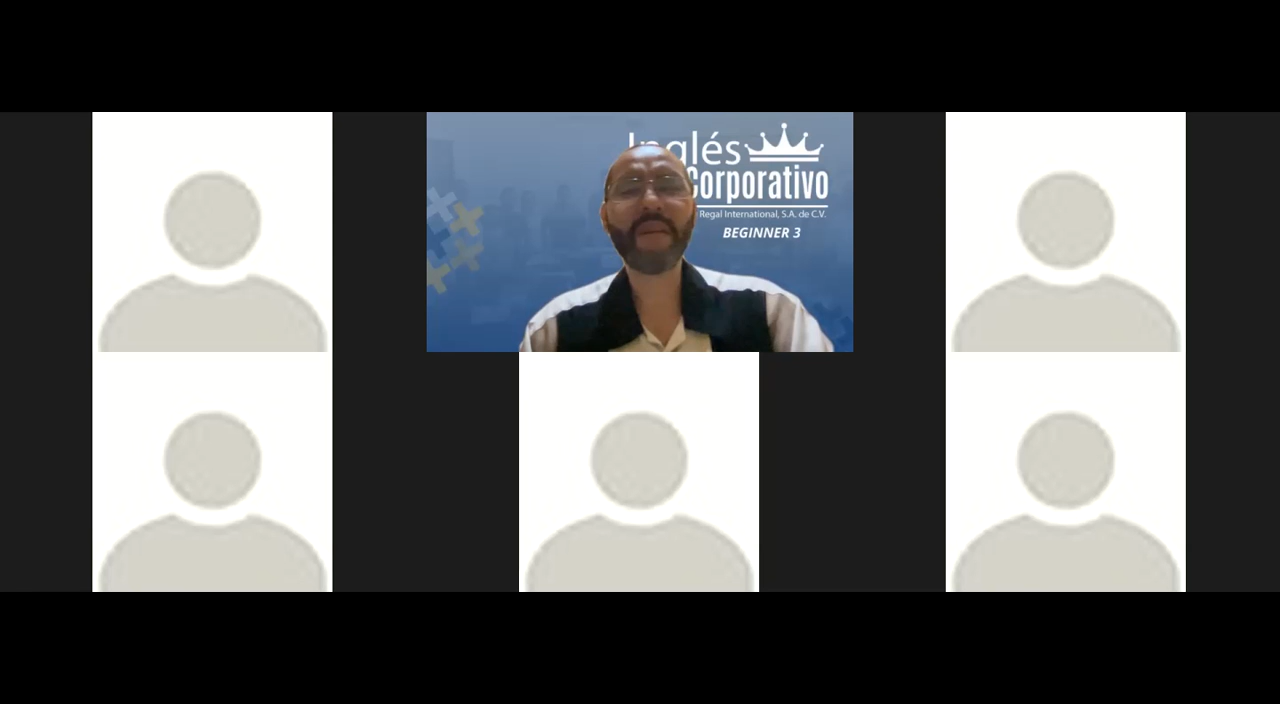 Inglés
Corporativo
Regal International, S.A. de C.V.
BEGINNER 3